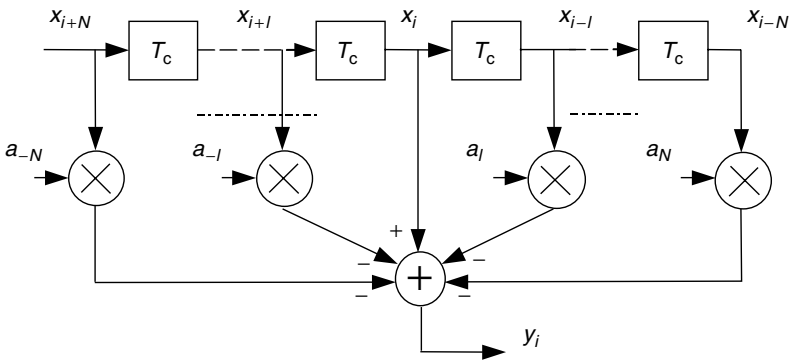 x_{i+N} x_{i+l} x_i x_{i–l} x_{i–N}
T_c T_c T_c T_c
a_{–N} a_{–l} a_l a_N
+
– –
+
– –
y_i